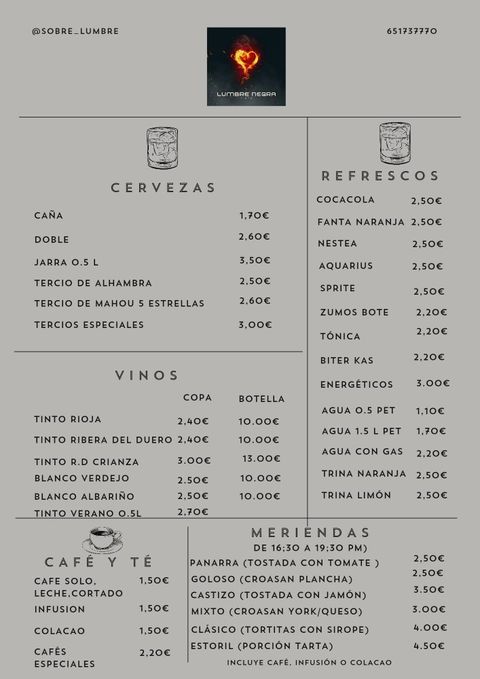 @SOBRE_LUMBRE
651737770
LUMBRE NEGRA
CERVEZAS
CAÑA 1,70€
DOBLE 2,60€
JARRA 0.5 L 3,50€
TERCIO DE ALHAMBRA 2,50€
TERCIO DE MAHOU 5 ESTRELLAS 2,60€
TERCIOS ESPECIALES 3,00€
REFRESCOS
COCACOLA 2,50€
FANTA NARANJA 2,50€
NESTEA 2,50€
AQUARIUS 2,50€
SPRITE 2,50€
ZUMOS BOTE 2,20€
TÓNICA 2,20€
BITER KAS 2,20€
ENERGÉTICOS 3.00€
AGUA 0.5 PET 1,10€
AGUA 1.5 L PET 1,70€
AGUA CON GAS 2,20€
TRINA NARANJA 2,50€
TRINA LIMÓN 2,50€
VINOS
COPA BOTELLA
TINTO RIOJA 2,40€ 10.00€
TINTO RIBERA DEL DUERO 2,40€ 10.00€
TINTO R.D CRIANZA 3.00€ 13.00€
BLANCO VERDEJO 2.50€ 10.00€
BLANCO ALBARIÑO 2,50€ 10.00€
TINTO VERANO 0.5L 2.70€
CAFÉ Y TÉ
CAFE SOLO, 1,50€
LECHE,CORTADO
INFUSION 1,50€
COLACAO 1,50€
CAFÉS 2,20€
ESPECIALES
MERIENDAS
DE 16:30 A 19:30 PM)
PANARRA (TOSTADA CON TOMATE ) 2,50€
GOLOSO (CROASAN PLANCHA) 2,50€
CASTIZO (TOSTADA CON JAMÓN) 3.50€
MIXTO (CROASAN YORK/QUESO) 3.00€
CLÁSICO (TORTITAS CON SIROPE) 4.00€
ESTORIL (PORCIÓN TARTA) 4.50€
INCLUYE CAFÉ, INFUSIÓN O COLACAO